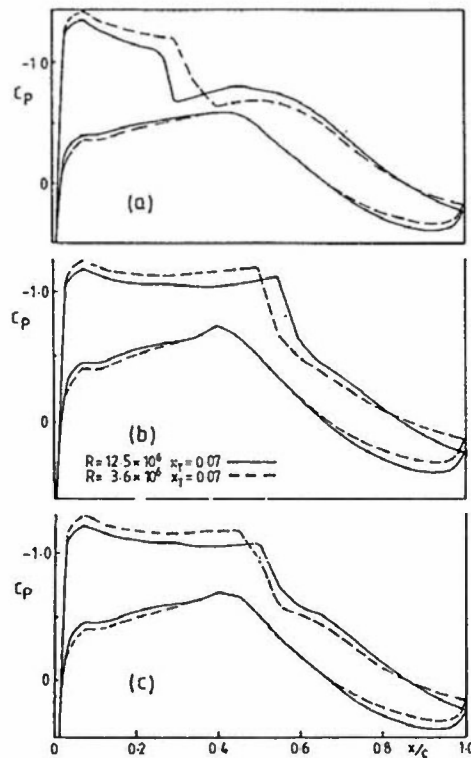 -1·0
Cp
0
(a)
-1·0
Cp
0
(b)
R = 12·5 × 10⁶ x_T = 0·07
R = 3·6 × 10⁶ x_T = 0·07
-1·0
Cp
0
(c)
0 0·2 0·4 0·6 0·8 x/c 1·0